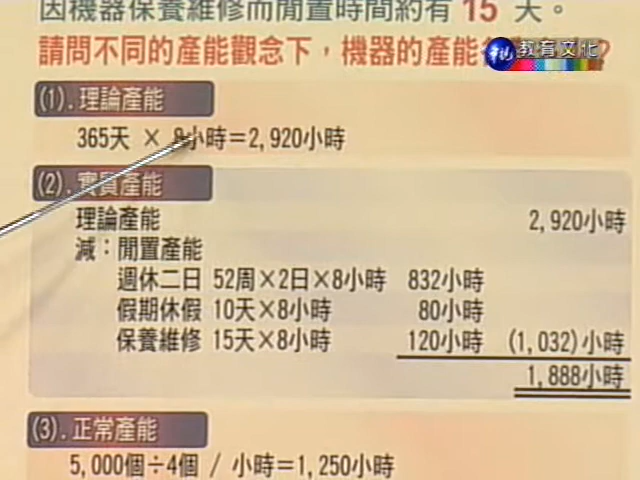 因機器保養維修而閒置時間約有 15 天。
請問不同的產能觀念下，機器的產能
華視 教育文化 ?
(1).理論產能
365天 × 8小時＝2,920小時
(2).實質產能
理論產能 2,920小時
減：閒置產能
週休二日 52周×2日×8小時 832小時
假期休假 10天×8小時 80小時
保養維修 15天×8小時 120小時 (1,032)小時
1,888小時
(3).正常產能
5,000個÷4個 / 小時＝1,250小時